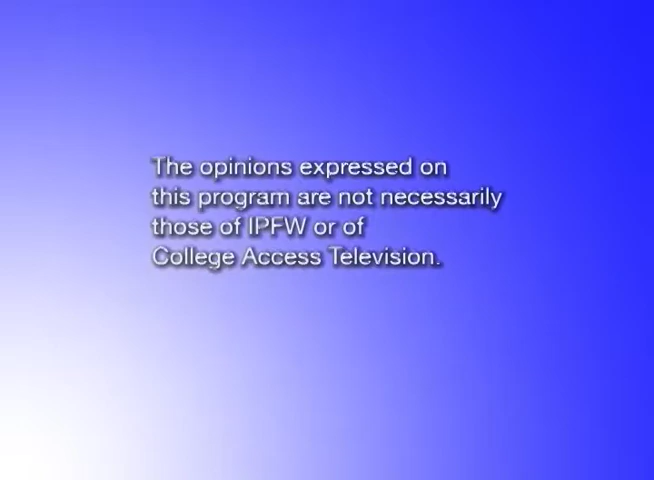 The opinions expressed on
this program are not necessarily
those of IPFW or of
College Access Television.